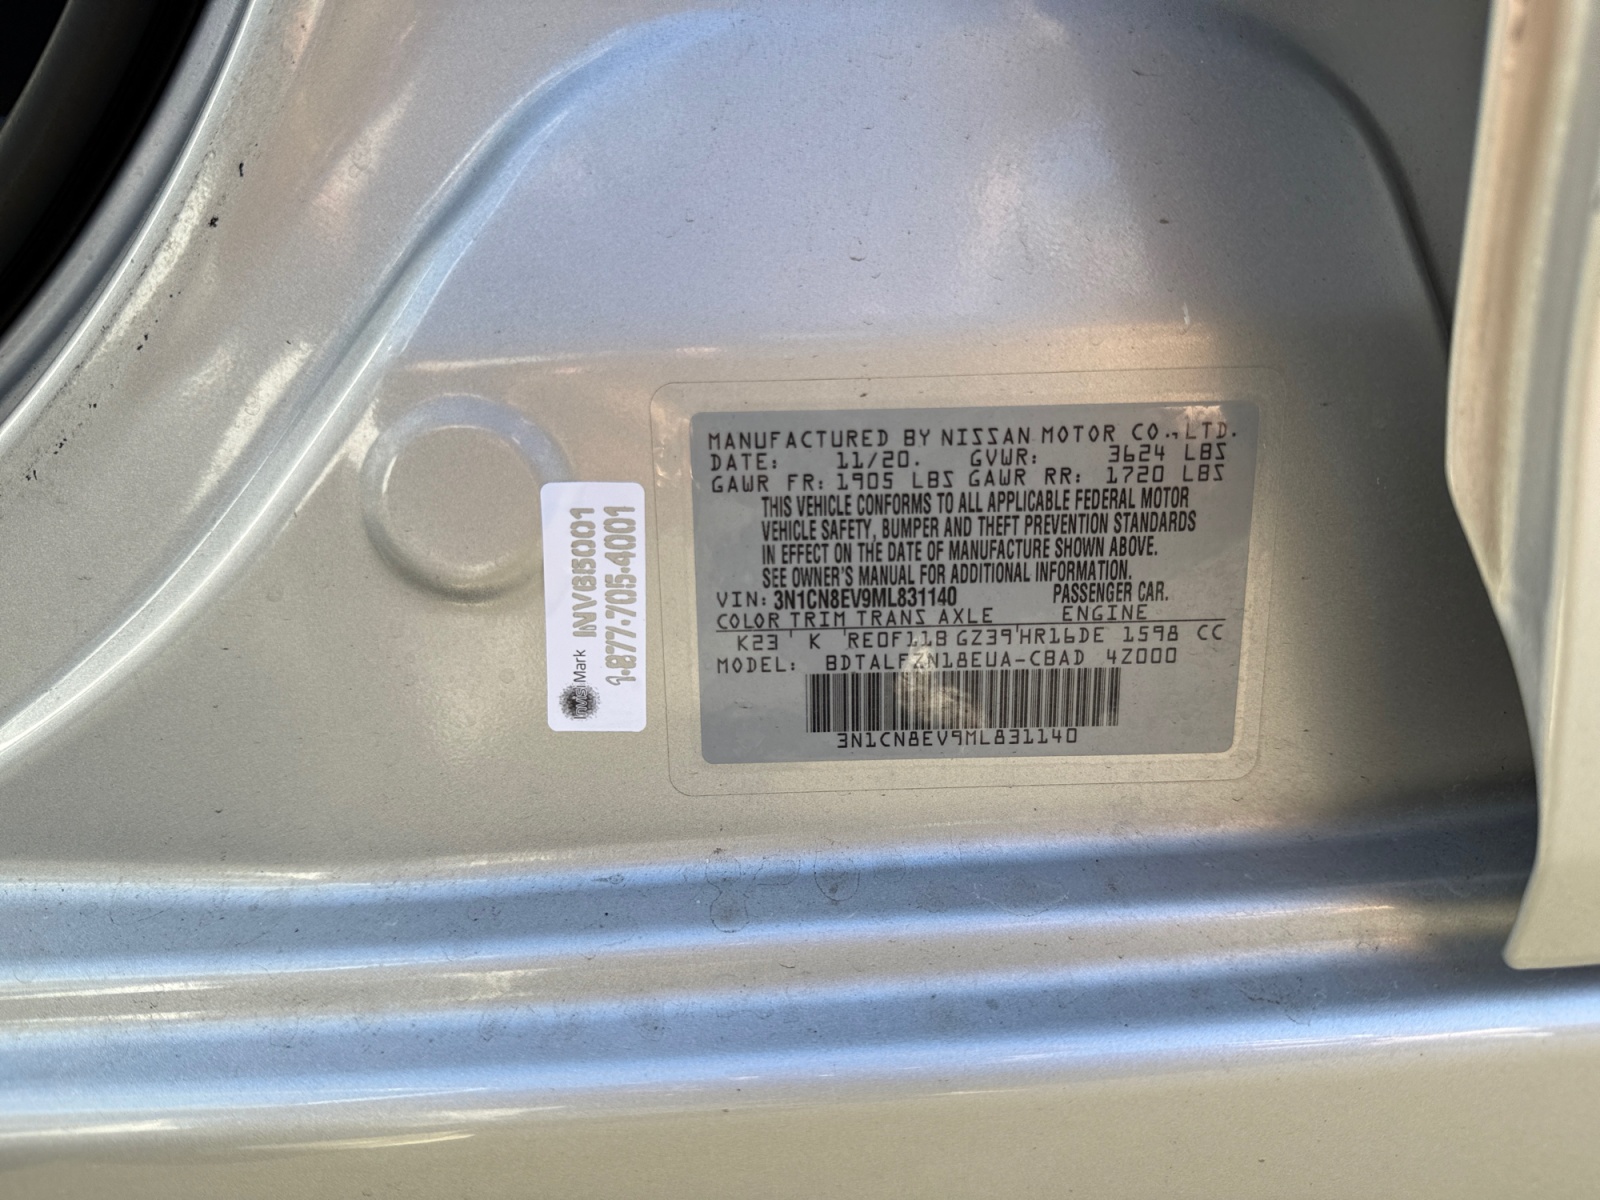 MANUFACTURED BY NISSAN MOTOR CO., LTD.
DATE: 11/20. GVWR: 3624 LBS
GAWR FR: 1905 LBS GAWR RR: 1720 LBS
THIS VEHICLE CONFORMS TO ALL APPLICABLE FEDERAL MOTOR
VEHICLE SAFETY, BUMPER AND THEFT PREVENTION STANDARDS
IN EFFECT ON THE DATE OF MANUFACTURE SHOWN ABOVE.
SEE OWNER'S MANUAL FOR ADDITIONAL INFORMATION.
VIN: 3N1CN8EV9ML831140 PASSENGER CAR.
COLOR TRIM TRANS AXLE ENGINE
K23 K RE0F11B GZ39 HR16DE 1598 CC
MODEL: BDTALFZN18EUA-CBAD 4Z000
3N1CN8EV9ML831140
Mark
1-877-705-4001